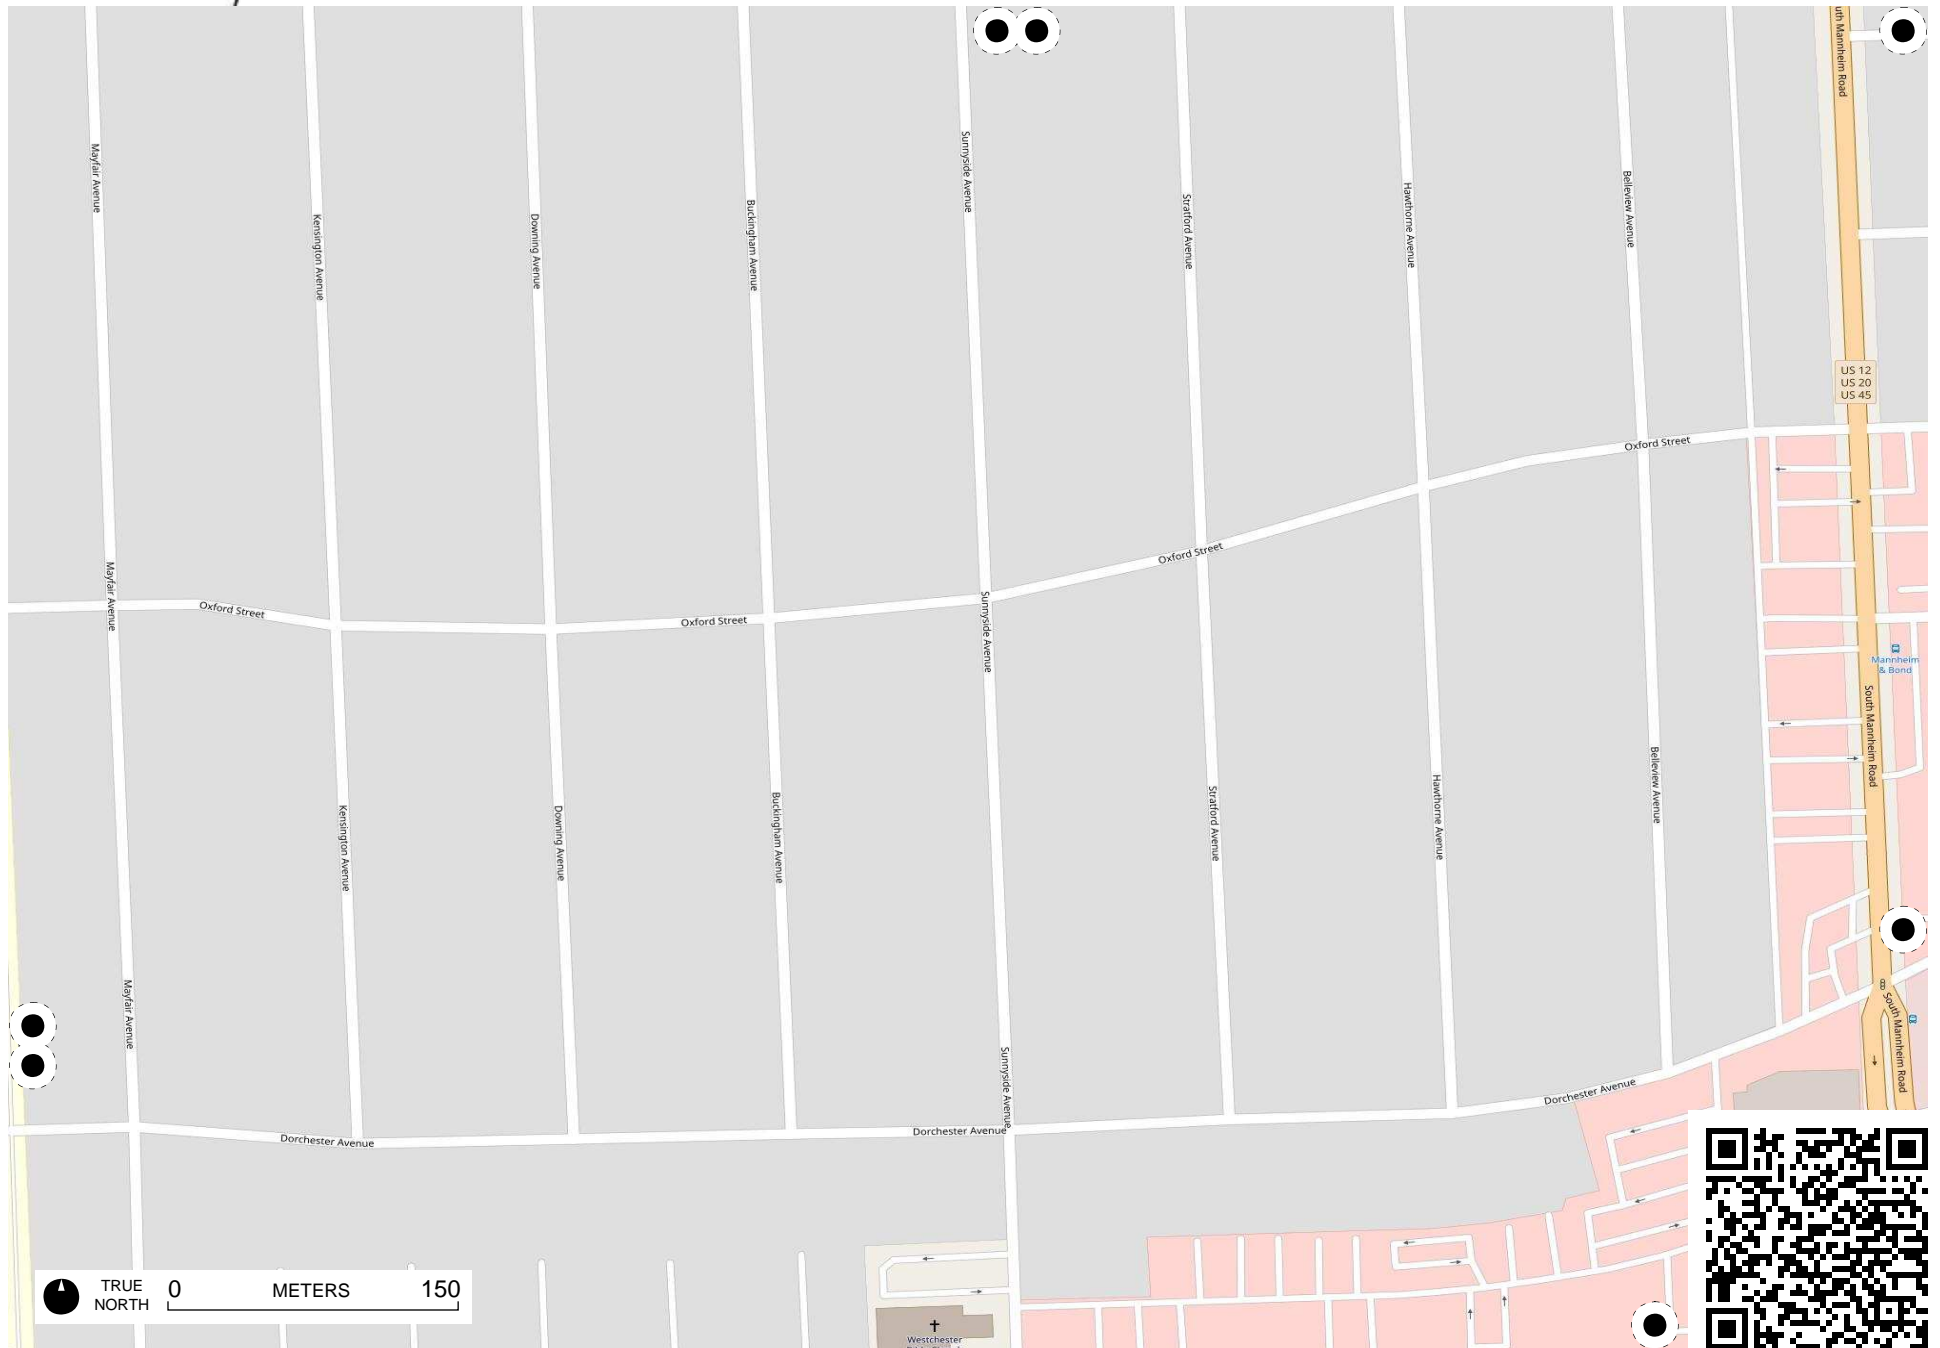 South Mannheim Road
Mayfair Avenue
Kensington Avenue
Downing Avenue
Buckingham Avenue
Sunnyside Avenue
Stratford Avenue
Hawthorne Avenue
Belleview Avenue
US 12
US 20
US 45
Oxford Street
Oxford Street
Oxford Street
Oxford Street
Mayfair Avenue
Sunnyside Avenue
Mannheim
& Bond
South Mannheim Road
Kensington Avenue
Downing Avenue
Buckingham Avenue
Stratford Avenue
Hawthorne Avenue
Belleview Avenue
Mayfair Avenue
Sunnyside Avenue
South Mannheim Road
Dorchester Avenue
Dorchester Avenue
Dorchester Avenue
TRUE
NORTH
0 METERS 150
Westchester